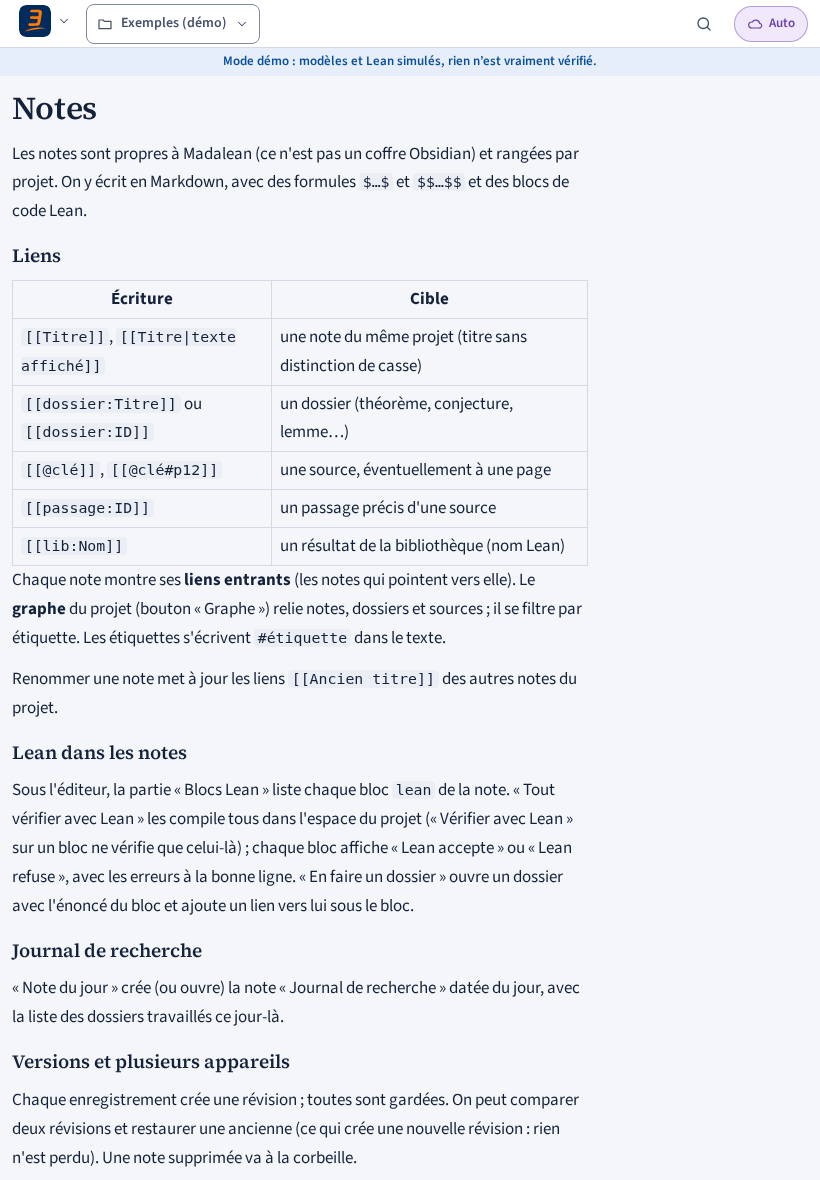 Exemples (démo)
Auto
Mode démo : modèles et Lean simulés, rien n’est vraiment vérifié.
Notes
Les notes sont propres à Madalean (ce n'est pas un coffre Obsidian) et rangées par
projet. On y écrit en Markdown, avec des formules $…$ et $$…$$ et des blocs de
code Lean.
Liens
Écriture
Cible
[[Titre]] , [[Titre|texte
affiché]]
une note du même projet (titre sans
distinction de casse)
[[dossier:Titre]] ou
[[dossier:ID]]
un dossier (théorème, conjecture,
lemme…)
[[@clé]] , [[@clé#p12]]
une source, éventuellement à une page
[[passage:ID]]
un passage précis d'une source
[[lib:Nom]]
un résultat de la bibliothèque (nom Lean)
Chaque note montre ses liens entrants (les notes qui pointent vers elle). Le
graphe du projet (bouton « Graphe ») relie notes, dossiers et sources ; il se filtre par
étiquette. Les étiquettes s'écrivent #étiquette dans le texte.
Renommer une note met à jour les liens [[Ancien titre]] des autres notes du
projet.
Lean dans les notes
Sous l'éditeur, la partie « Blocs Lean » liste chaque bloc lean de la note. « Tout
vérifier avec Lean » les compile tous dans l'espace du projet (« Vérifier avec Lean »
sur un bloc ne vérifie que celui-là) ; chaque bloc affiche « Lean accepte » ou « Lean
refuse », avec les erreurs à la bonne ligne. « En faire un dossier » ouvre un dossier
avec l'énoncé du bloc et ajoute un lien vers lui sous le bloc.
Journal de recherche
« Note du jour » crée (ou ouvre) la note « Journal de recherche » datée du jour, avec
la liste des dossiers travaillés ce jour-là.
Versions et plusieurs appareils
Chaque enregistrement crée une révision ; toutes sont gardées. On peut comparer
deux révisions et restaurer une ancienne (ce qui crée une nouvelle révision : rien
n'est perdu). Une note supprimée va à la corbeille.